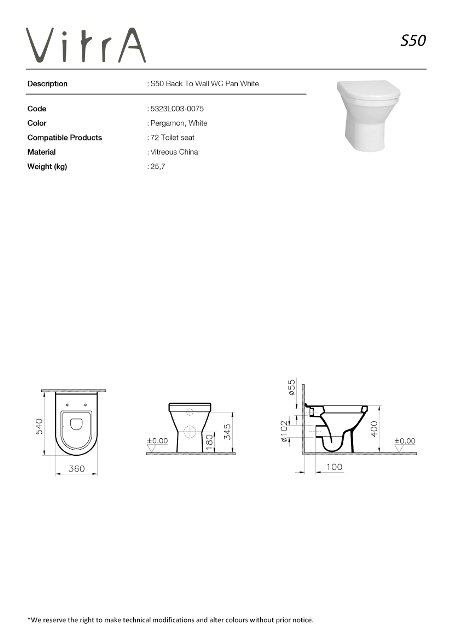 VitrA
S50
Description : S50 Back To Wall WC Pan White
Code : 5323L003-0075
Color : Pergamon, White
Compatible Products : 72 Toilet seat
Material : Vitreous China
Weight (kg) : 25,7
540
360
±0.00
180
345
ø55
ø102
400
±0.00
100
*We reserve the right to make technical modifications and alter colours without prior notice.